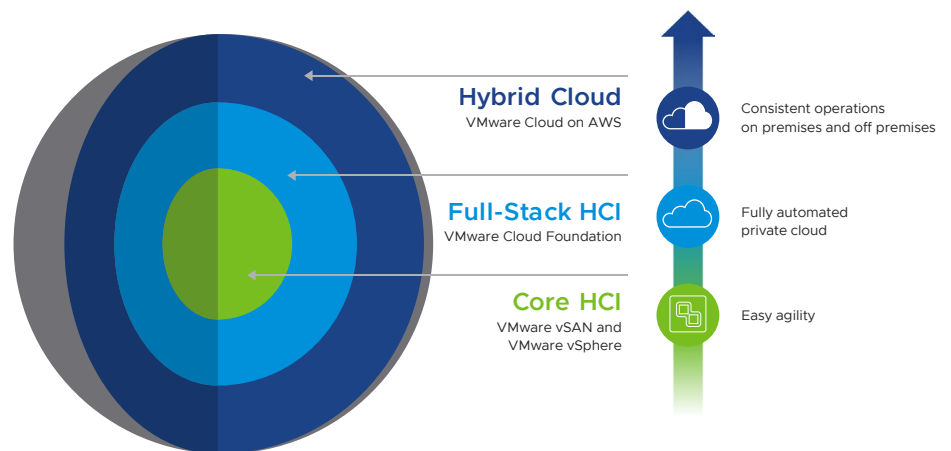 Hybrid Cloud
VMware Cloud on AWS
Consistent operations
on premises and off premises
Full-Stack HCI
VMware Cloud Foundation
Fully automated
private cloud
Core HCI
VMware vSAN and
VMware vSphere
Easy agility